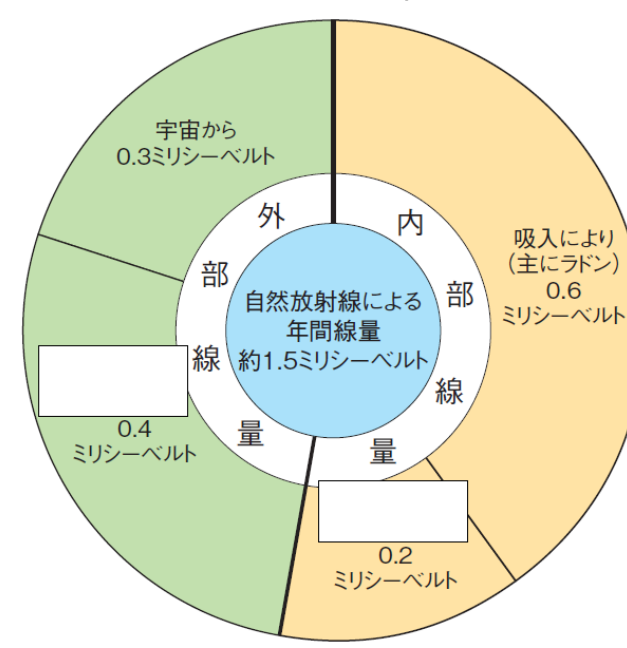 宇宙から
0.3ミリシーベルト
外部線量
内部線量
吸入により
(主にラドン)
0.6
ミリシーベルト
自然放射線による
年間線量
約1.5ミリシーベルト
0.4
ミリシーベルト
0.2
ミリシーベルト